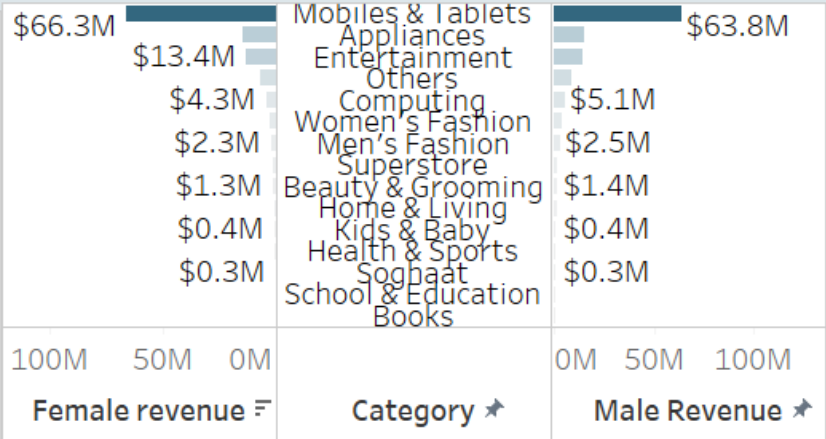 Mobiles & Tablets
$66.3M $63.8M
Appliances
$13.4M Entertainment
Others
$4.3M Computing $5.1M
Women's Fashion
$2.3M Men's Fashion $2.5M
Superstore
$1.3M Beauty & Grooming $1.4M
Home & Living
$0.4M Kids & Baby $0.4M
Health & Sports
$0.3M Soghaat $0.3M
School & Education
Books
100M 50M 0M 0M 50M 100M
Female revenue Category Male Revenue